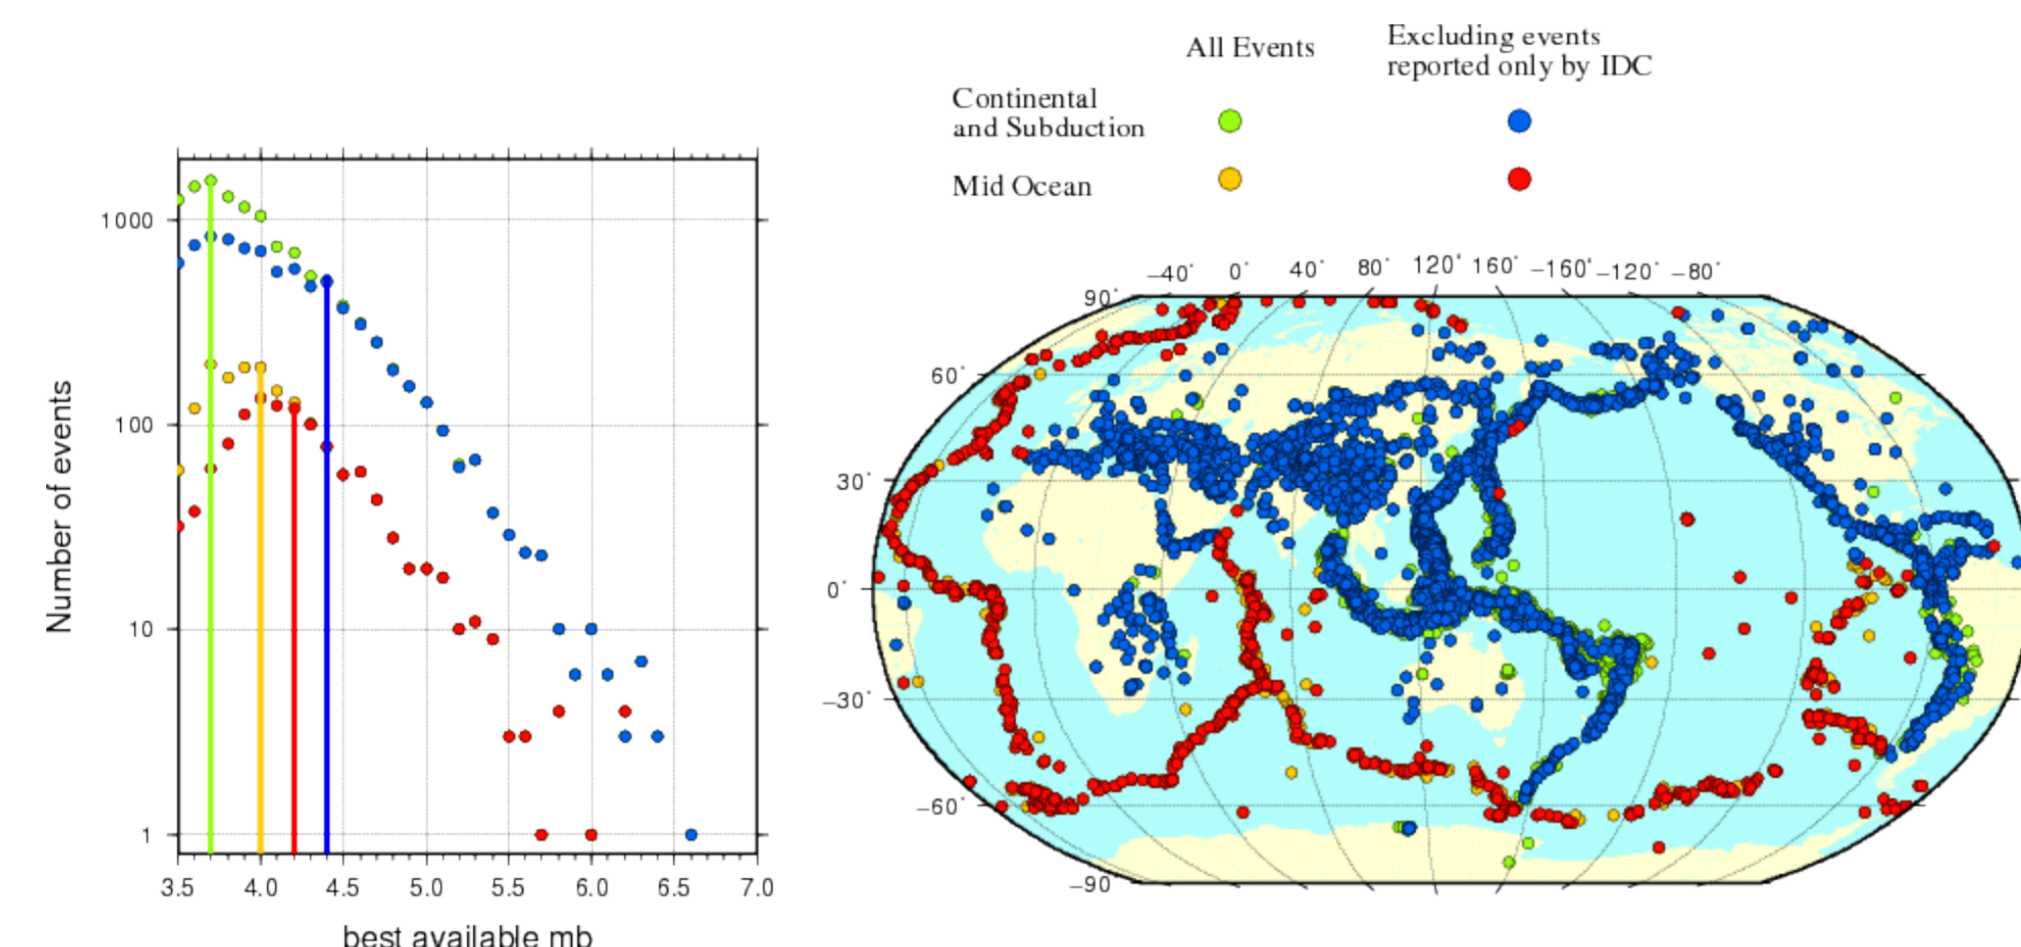 All Events
Excluding events
reported only by IDC
Continental
and Subduction
Mid Ocean
1000
100
10
1
Number of events
3.5 4.0 4.5 5.0 5.5 6.0 6.5 7.0
best available mb
−40° 0° 40° 80° 120° 160° −160° −120° −80°
90°
60°
30°
0°
−30°
−60°
−90